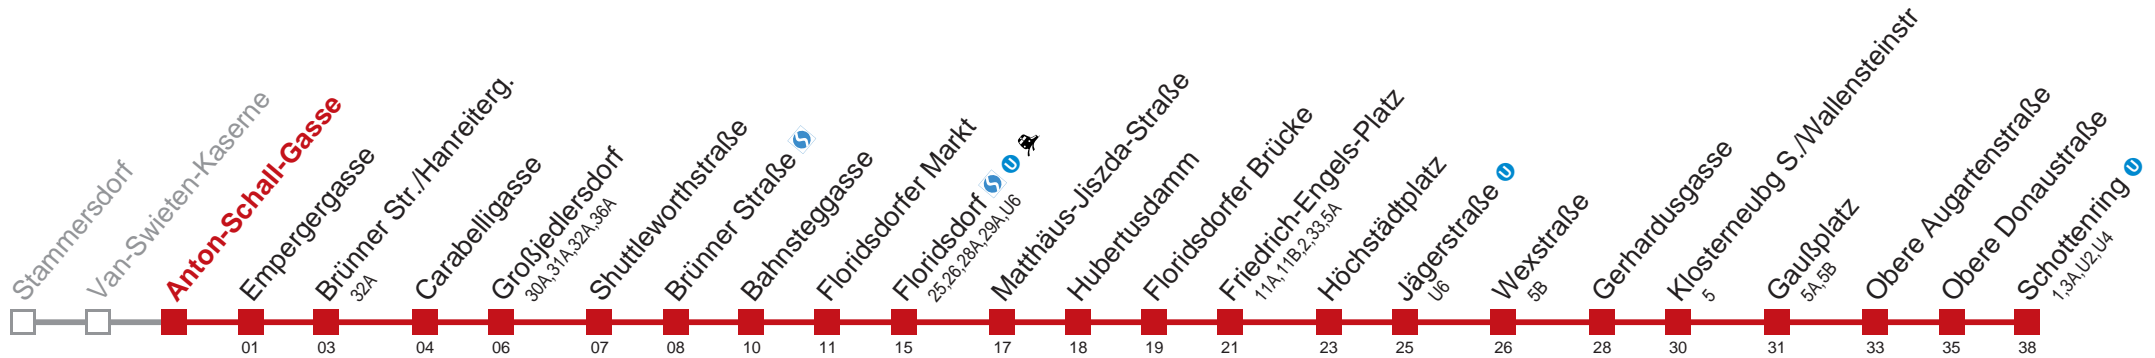 Stammersdorf
Van-Swieten-Kaserne
Anton-Schall-Gasse
Empergergasse
01
Brünner Str./Hanreiterg.
32A
03
Carabelligasse
04
Großjedlersdorf
30A,31A,32A,36A
06
Shuttleworthstraße
07
Brünner Straße
08
Bahnsteggasse
10
Floridsdorfer Markt
11
Floridsdorf U
25,26,28A,29A,U6
15
Matthäus-Jiszda-Straße
17
Hubertusdamm
18
Floridsdorfer Brücke
19
Friedrich-Engels-Platz
11A,11B,2,33,5A
21
Höchstädtplatz
23
Jägerstraße U
U6
25
Wexstraße
5B
26
Gerhardusgasse
28
Klosterneubg S./Wallensteinstr
5
30
Gaußplatz
5A,5B
31
Obere Augartenstraße
33
Obere Donaustraße
35
Schottenring U
1,3A,U2,U4
38